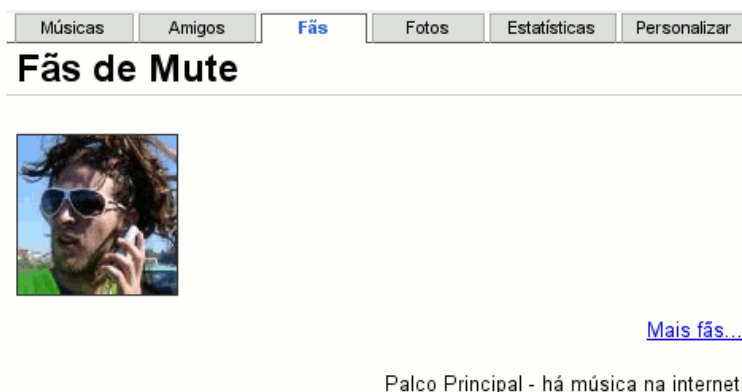 Músicas Amigos Fãs Fotos Estatísticas Personalizar
Fãs de Mute
Mais fãs...
Palco Principal - há música na internet